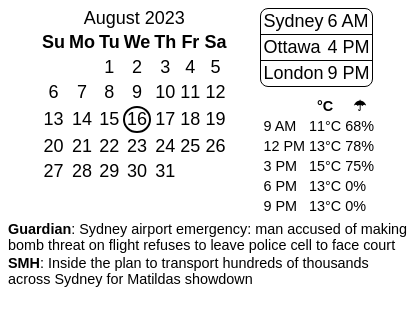 August 2023
Su Mo Tu We Th Fr Sa
1 2 3 4 5
6 7 8 9 10 11 12
13 14 15 16 17 18 19
20 21 22 23 24 25 26
27 28 29 30 31
Sydney 6 AM
Ottawa 4 PM
London 9 PM
°C ☂
9 AM 11°C 68%
12 PM 13°C 78%
3 PM 15°C 75%
6 PM 13°C 0%
9 PM 13°C 0%
Guardian: Sydney airport emergency: man accused of making
bomb threat on flight refuses to leave police cell to face court
SMH: Inside the plan to transport hundreds of thousands
across Sydney for Matildas showdown